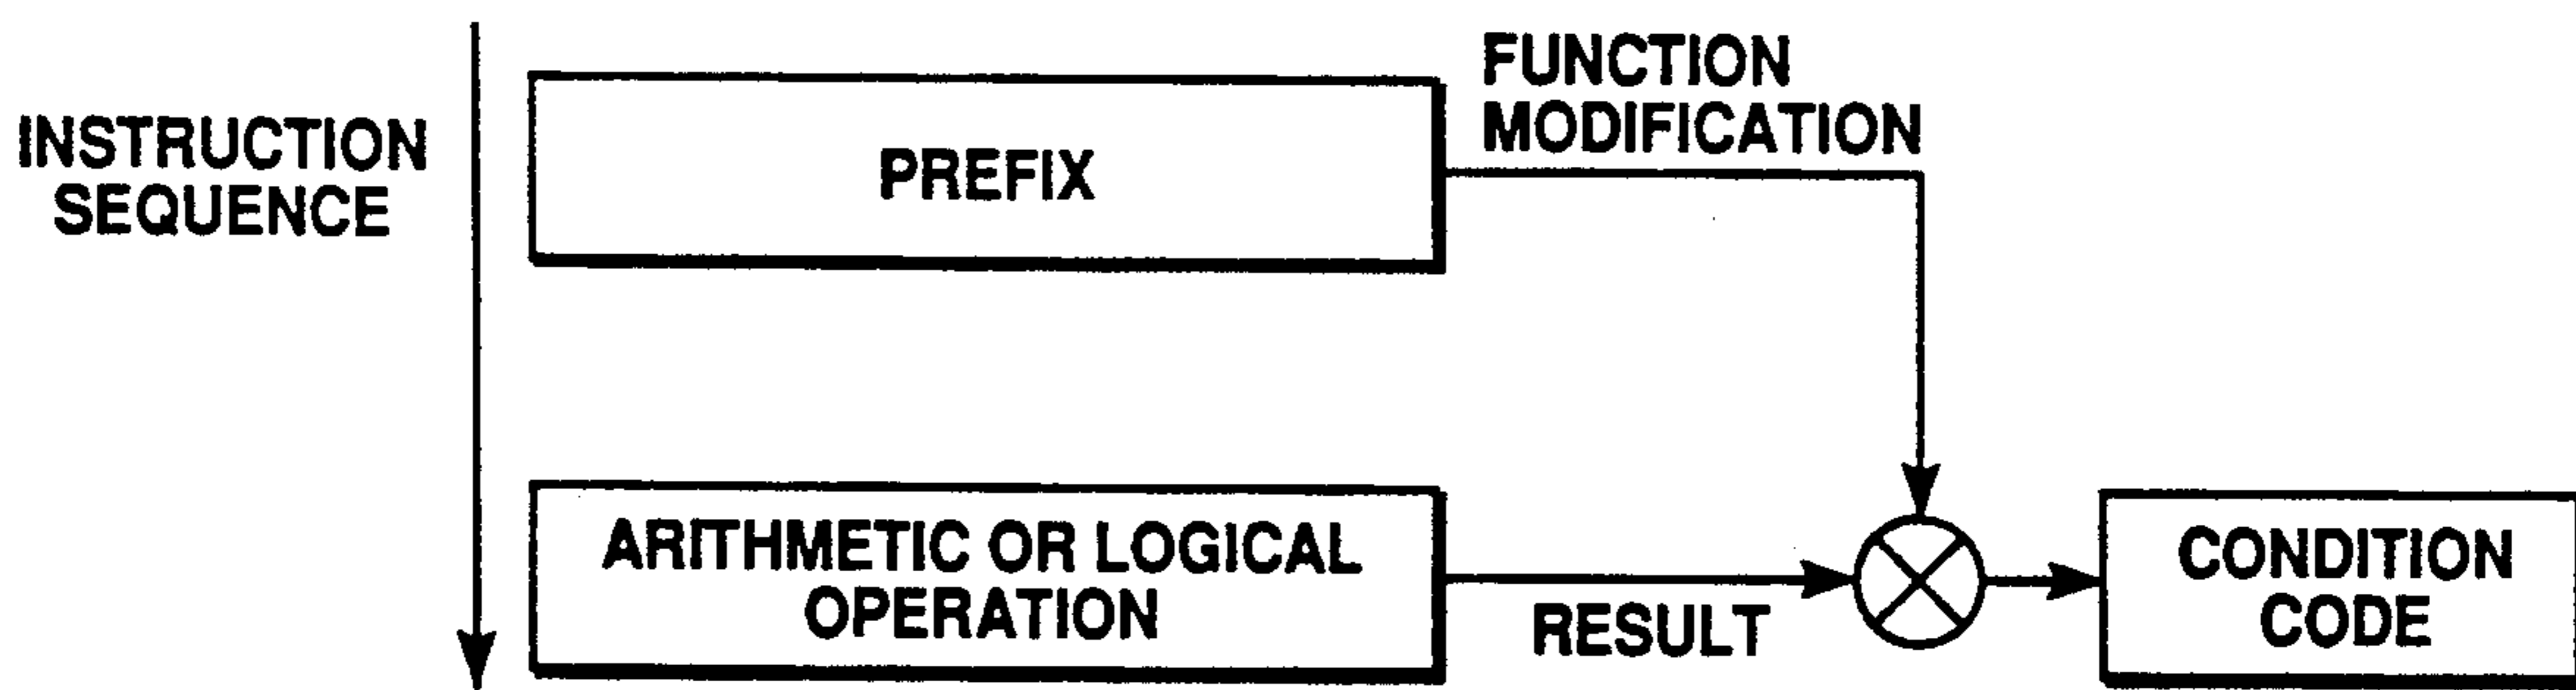 INSTRUCTION
SEQUENCE
PREFIX
FUNCTION
MODIFICATION
ARITHMETIC OR LOGICAL
OPERATION
RESULT
CONDITION
CODE